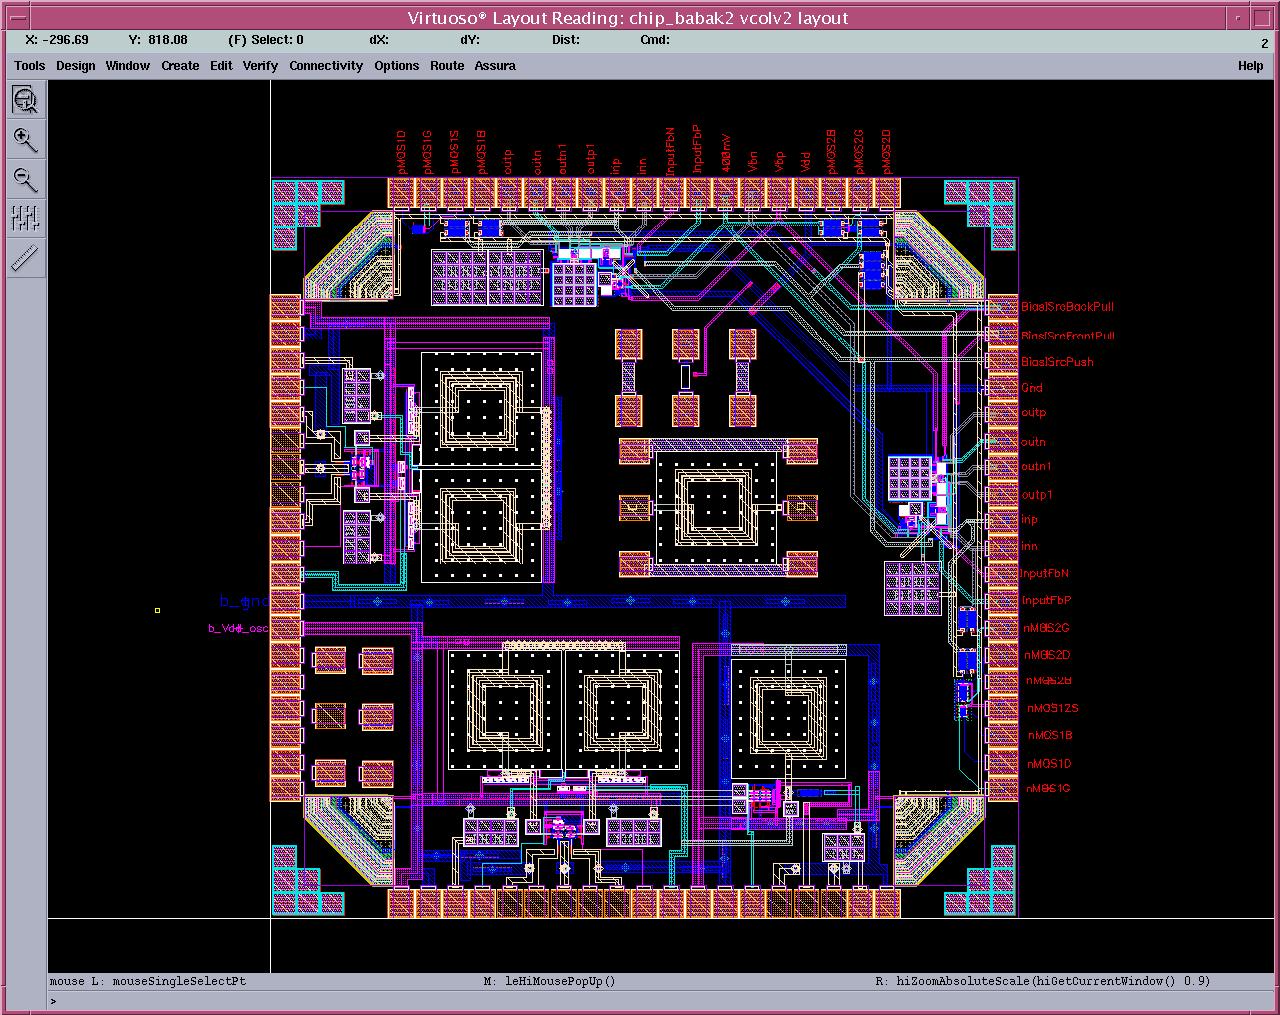 Virtuoso® Layout Reading: chip_babak2 vcolv2 layout
X: -296.69 Y: 818.08 (F) Select: 0 dX: dY: Dist: Cmd:
2
Tools Design Window Create Edit Verify Connectivity Options Route Assura Help
pMOS1D
pMOS1G
pMOS1S
pMOS1B
outp
outn
outn1
outp1
inp
inn
InputFbN
InputFbP
400mV
Vbn
Vbp
Vdd
pMOS2B
pMOS2G
pMOS2D
BiasISrcBackPull
BiasISrcFrontPull
BiasISrcPush
Gnd
outp
outn
outn1
outp1
inp
inn
InputFbN
InputFbP
b_gnd
b_Vdd_osc
nMOS2G
nMOS2D
nMOS2B
nMOS12S
nMOS1B
nMOS1D
nMOS1G
mouse L: mouseSingleSelectPt M: leHiMousePopUp() R: hiZoomAbsoluteScale(hiGetCurrentWindow() 0.9)
>